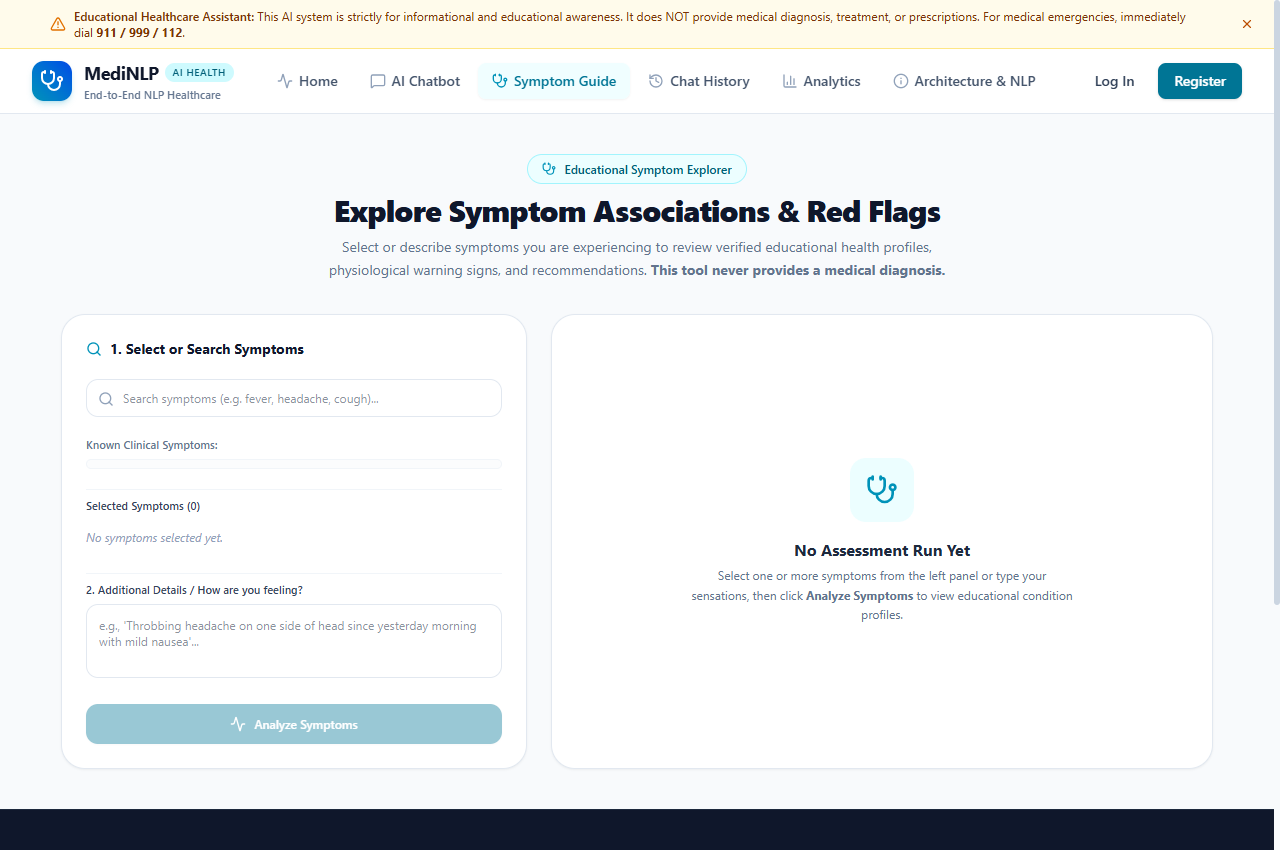 Educational Healthcare Assistant: This AI system is strictly for informational and educational awareness. It does NOT provide medical diagnosis, treatment, or prescriptions. For medical emergencies, immediately
dial 911 / 999 / 112.
MediNLP AI HEALTH
End-to-End NLP Healthcare
Home
AI Chatbot
Symptom Guide
Chat History
Analytics
Architecture & NLP
Log In
Register
Educational Symptom Explorer
Explore Symptom Associations & Red Flags
Select or describe symptoms you are experiencing to review verified educational health profiles,
physiological warning signs, and recommendations. This tool never provides a medical diagnosis.
1. Select or Search Symptoms
Search symptoms (e.g. fever, headache, cough)...
Known Clinical Symptoms:
Selected Symptoms (0)
No symptoms selected yet.
2. Additional Details / How are you feeling?
e.g., 'Throbbing headache on one side of head since yesterday morning
with mild nausea'...
Analyze Symptoms
No Assessment Run Yet
Select one or more symptoms from the left panel or type your
sensations, then click Analyze Symptoms to view educational condition
profiles.